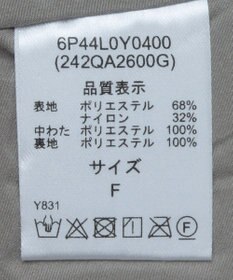 6P44L0Y0400
(242QA2600G)
品質表示
表地 ポリエステル 68%
ナイロン 32%
中わた ポリエステル 100%
裏地 ポリエステル 100%
サイズ
F
Y831